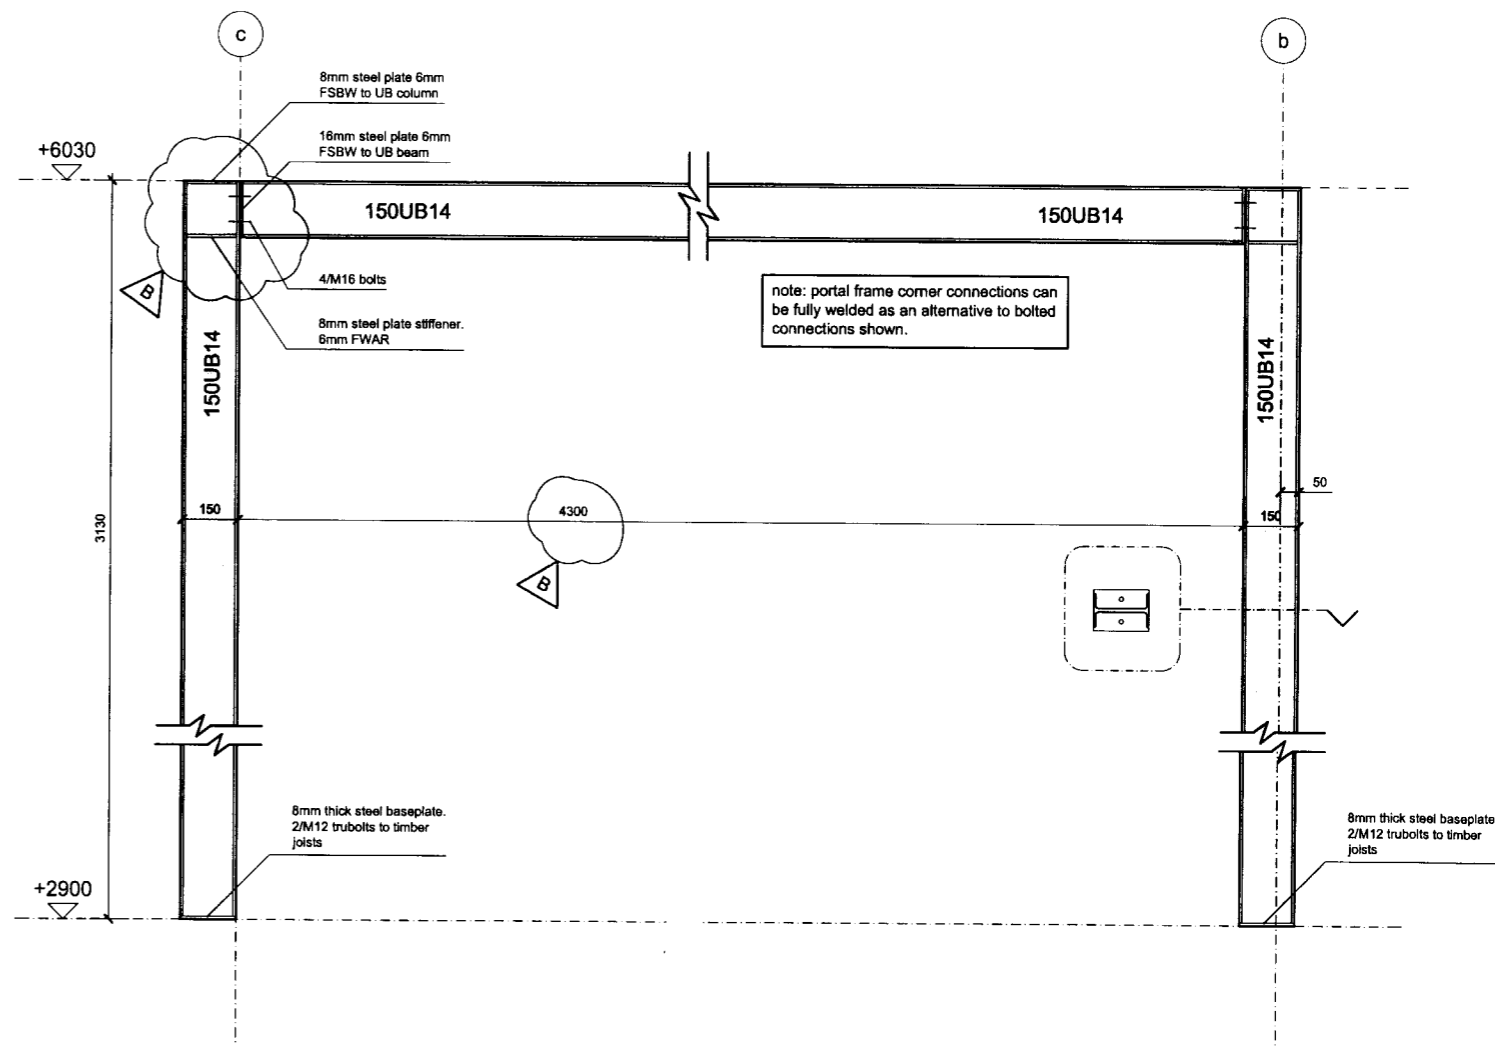 c
b
8mm steel plate 6mm
FSBW to UB column
16mm steel plate 6mm
FSBW to UB beam
+6030
150UB14
150UB14
4/M16 bolts
B
note: portal frame corner connections can
be fully welded as an alternative to bolted
connections shown.
8mm steel plate stiffener.
6mm FWAR
150UB14
150UB14
50
150
4300
150
3130
B
8mm thick steel baseplate.
2/M12 trubolts to timber
joists
8mm thick steel baseplate
2/M12 trubolts to timber
joists
+2900